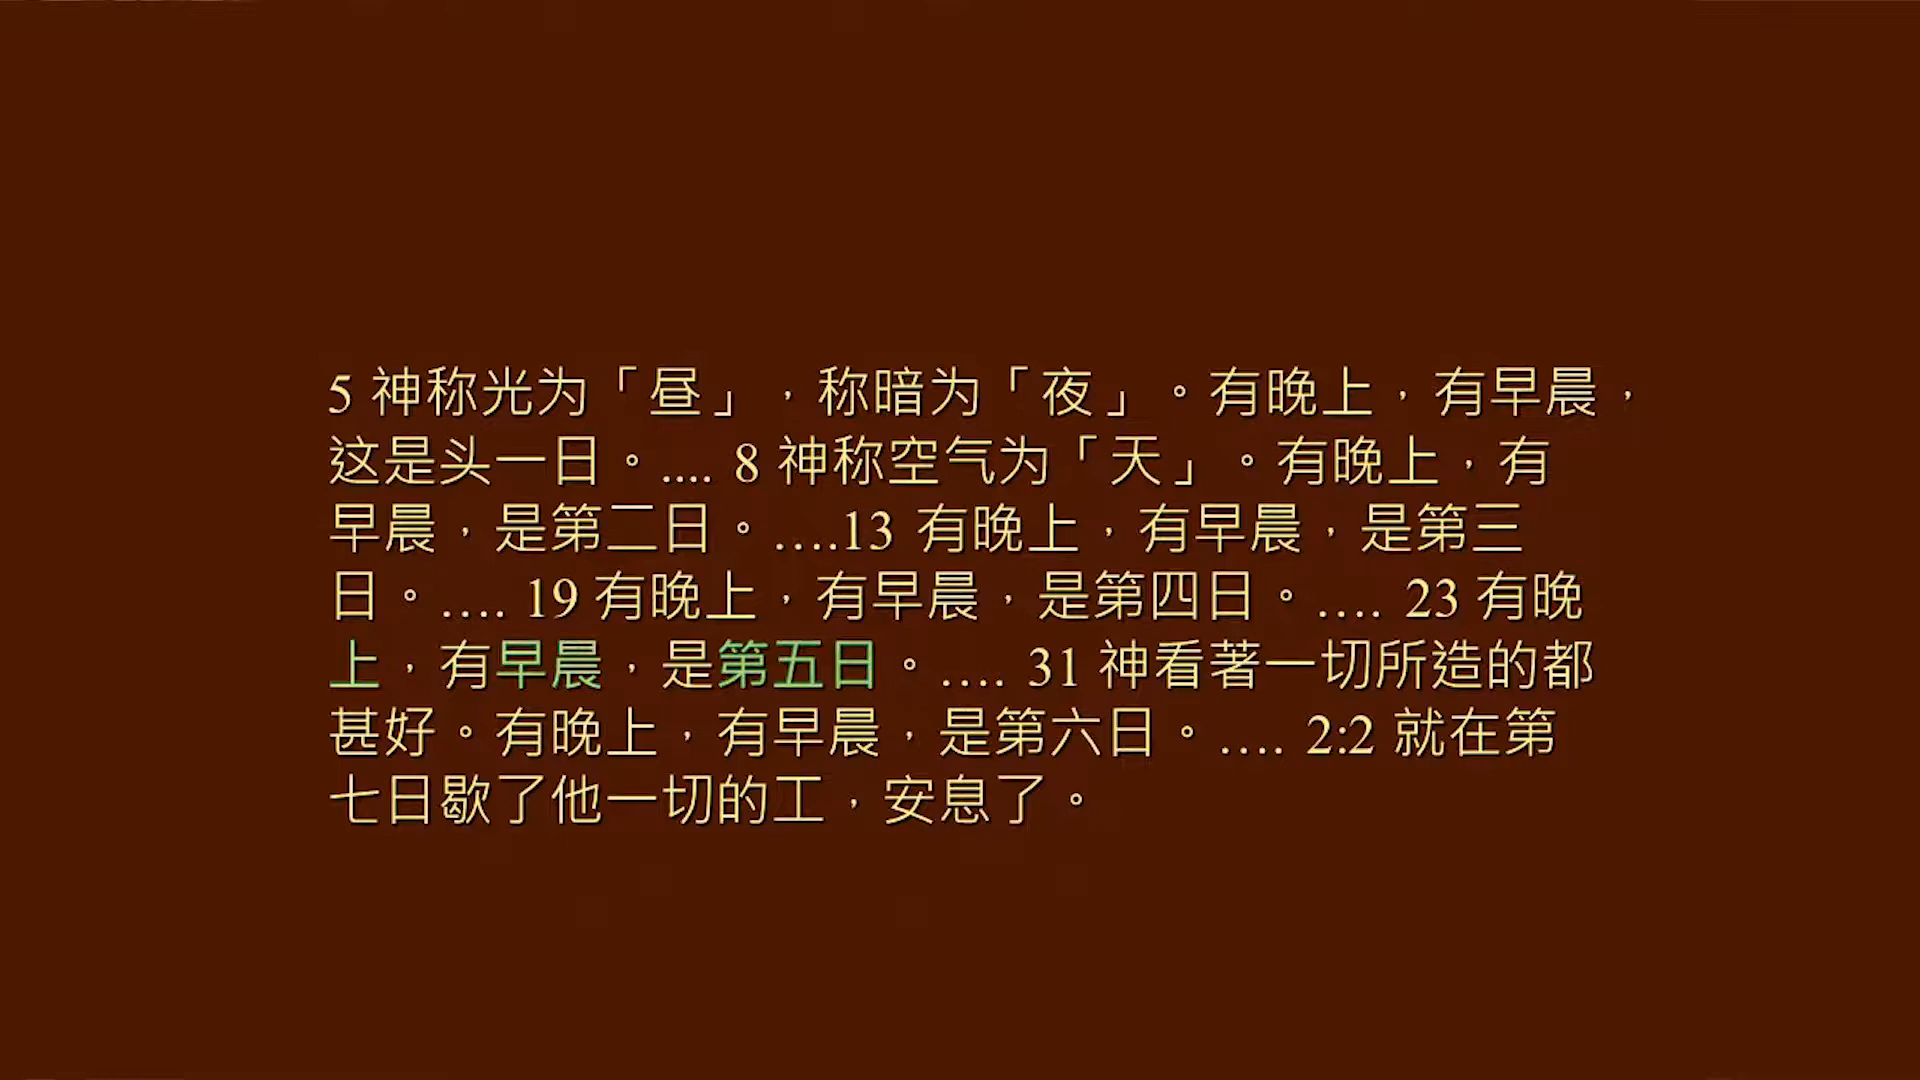 5 神称光为「昼」，称暗为「夜」。有晚上，有早晨，
这是头一日。.... 8 神称空气为「天」。有晚上，有
早晨，是第二日。....13 有晚上，有早晨，是第三
日。.... 19 有晚上，有早晨，是第四日。.... 23 有晚
上，有早晨，是第五日。.... 31 神看著一切所造的都
甚好。有晚上，有早晨，是第六日。.... 2:2 就在第
七日歇了他一切的工，安息了。